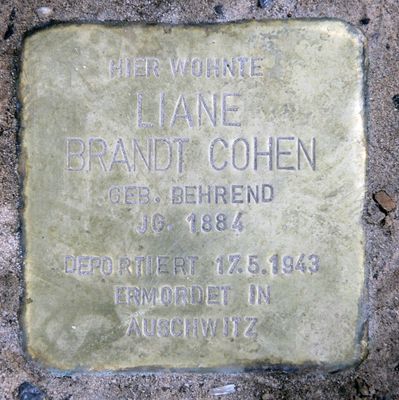 HIER WOHNTE
LIANE
BRANDT COHEN
GEB. BEHREND
JG. 1884
DEPORTIERT 17.5.1943
ERMORDET IN
AUSCHWITZ